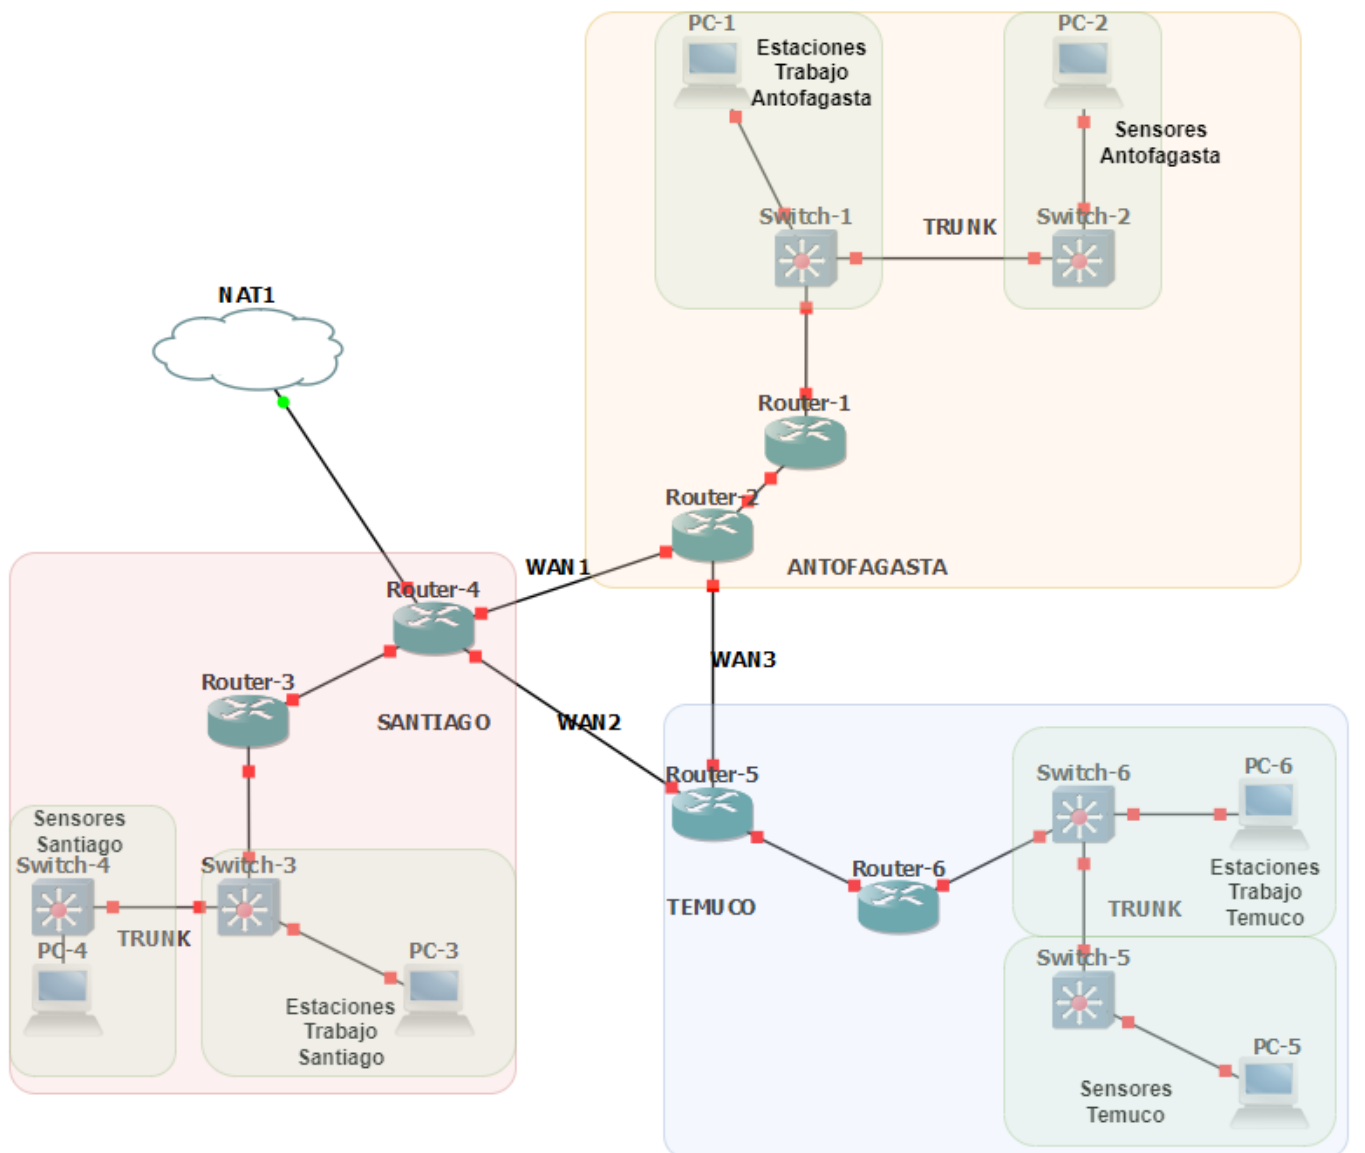 PC-1
Estaciones
Trabajo
Antofagasta
PC-2
Sensores
Antofagasta
Switch-1
TRUNK
Switch-2
NAT1
Router-1
Router-2
ANTOFAGASTA
WAN1
Router-4
WAN3
Router-3
SANTIAGO
WAN2
Router-5
Switch-6
PC-6
Estaciones
Trabajo
Temuco
Router-6
TEMUCO
TRUNK
Sensores
Santiago
Switch-4
Switch-3
TRUNK
PC-4
PC-3
Estaciones
Trabajo
Santiago
Switch-5
PC-5
Sensores
Temuco